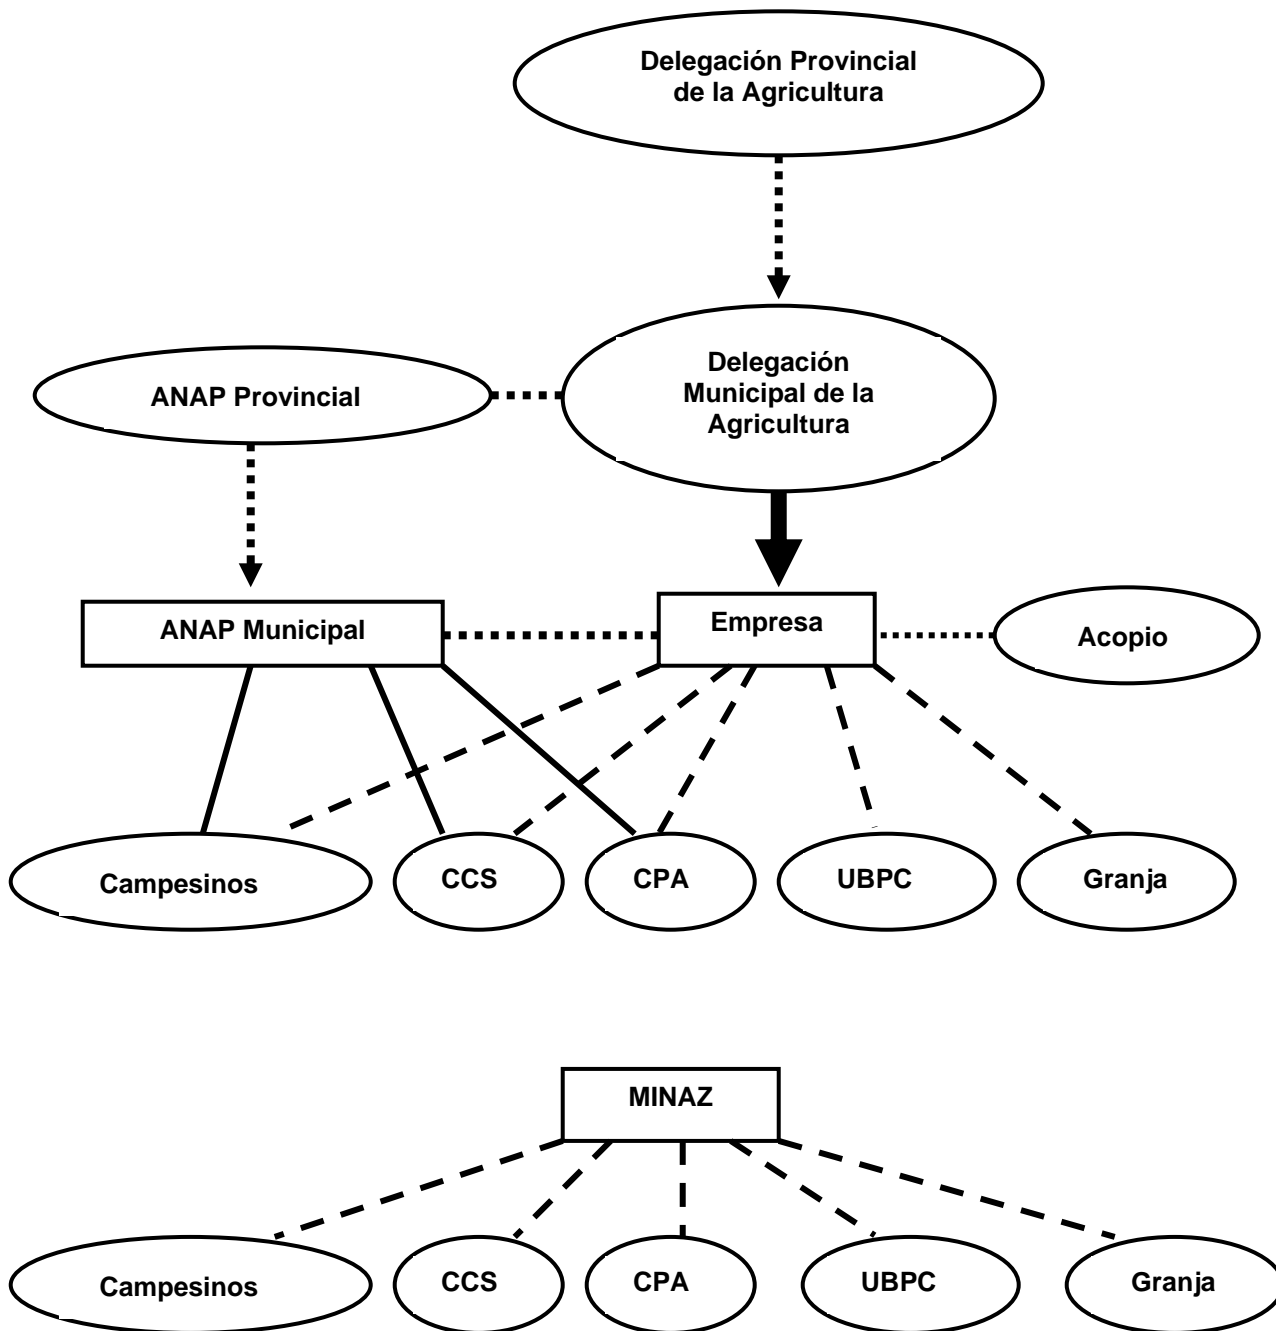 Delegación Provincial
de la Agricultura
Delegación
Municipal de la
Agricultura
ANAP Provincial
ANAP Municipal
Empresa
Acopio
Campesinos
CCS
CPA
UBPC
Granja
MINAZ
Campesinos
CCS
CPA
UBPC
Granja